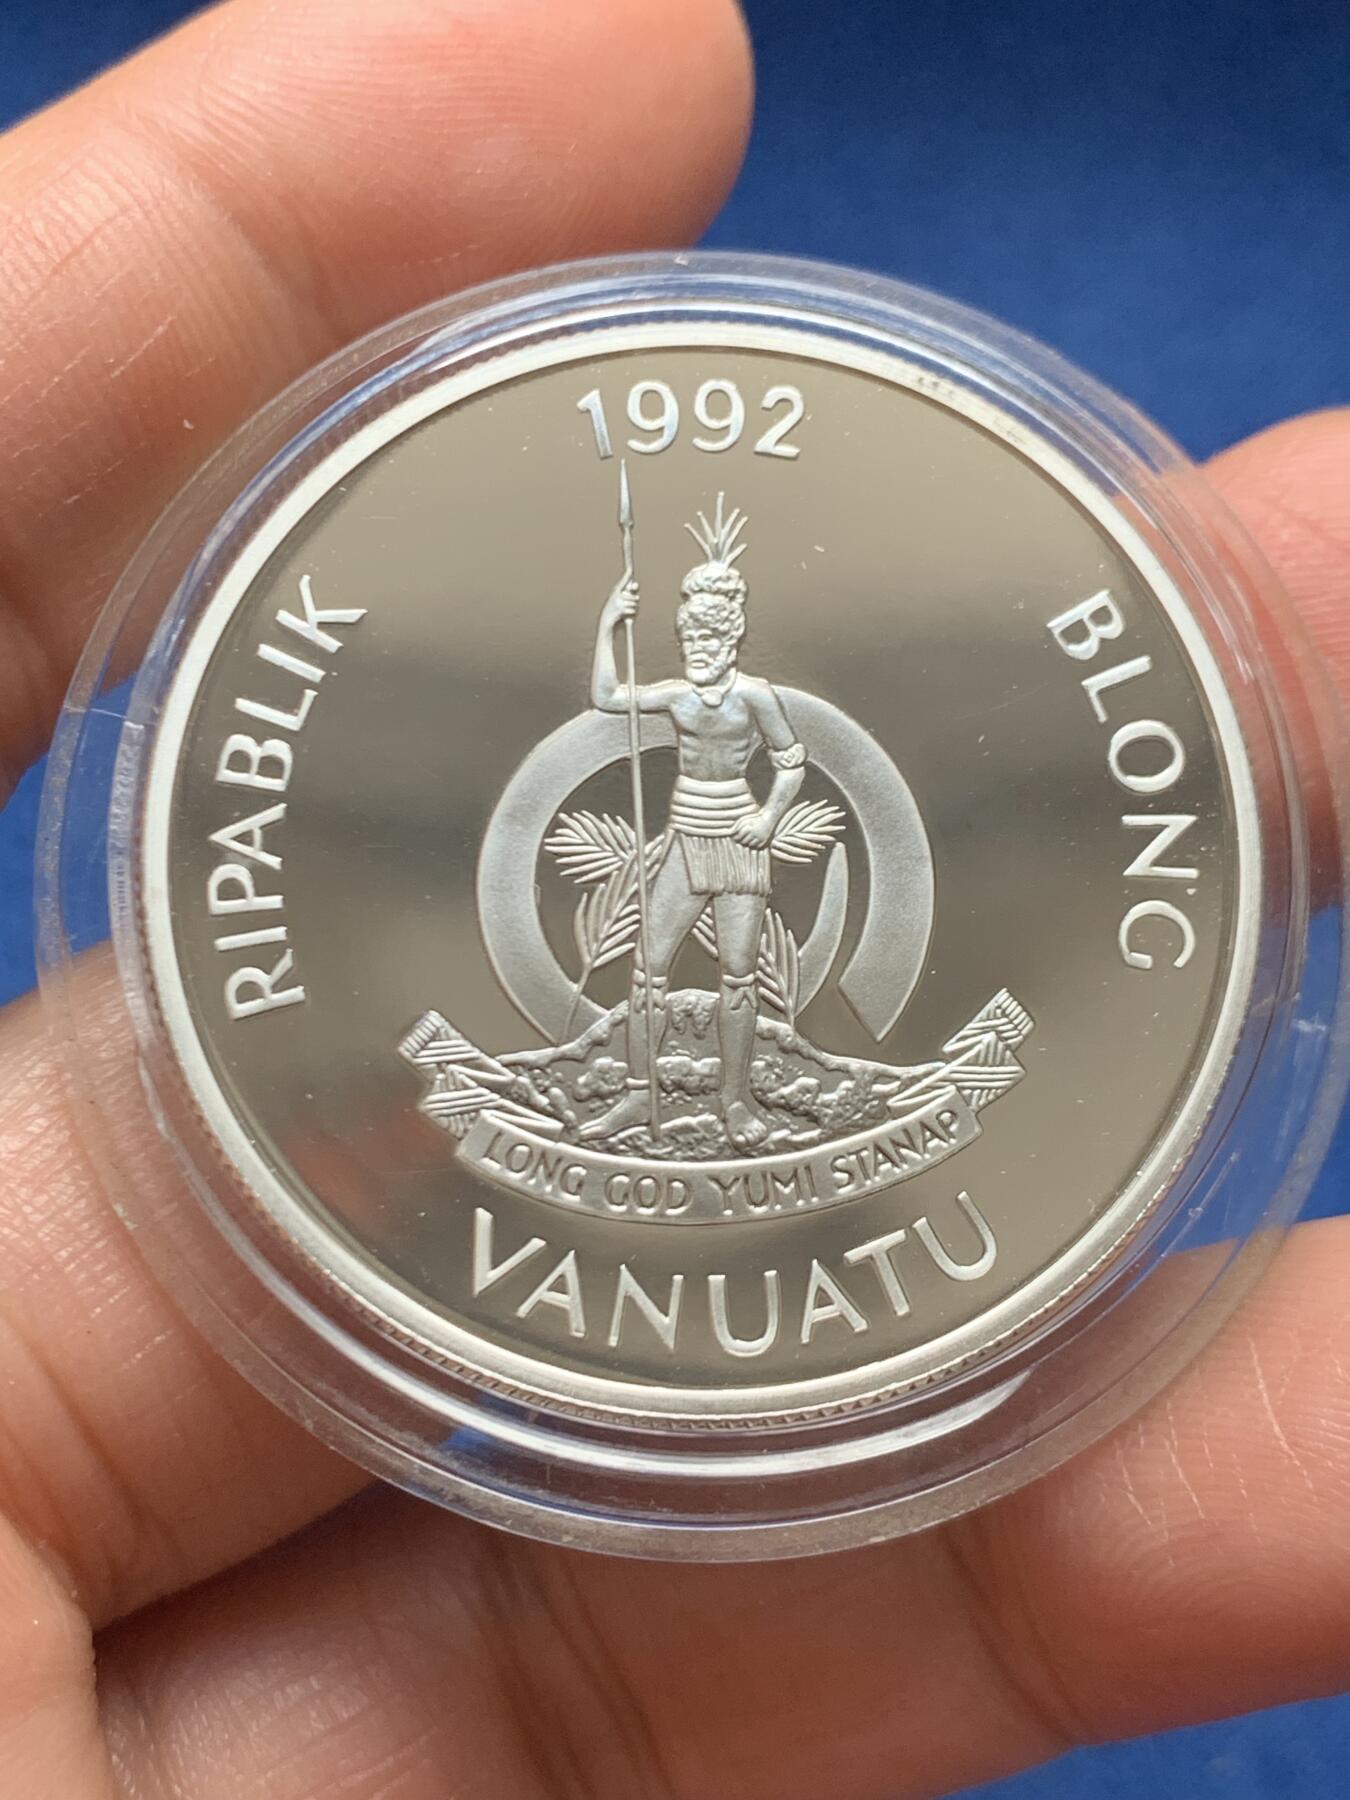 1992
RIPABLIK
BLONG
LONG GOD YUMI STANAP
VANUATU